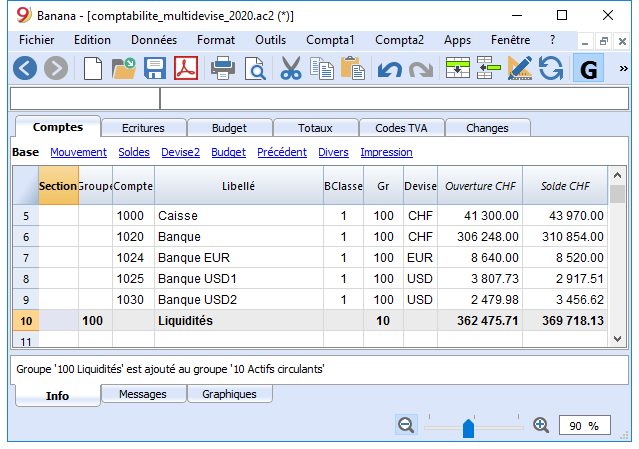 Banana - [comptabilite_multidevise_2020.ac2 (*)]
Fichier Edition Données Format Outils Compta1 Compta2 Apps Fenêtre ?
G »
Comptes Ecritures Budget Totaux Codes TVA Changes
Base Mouvement Soldes Devise2 Budget Précédent Divers Impression
Section Groupe Compte Libellé BClasse Gr Devise Ouverture CHF Solde CHF
5 1000 Caisse 1 100 CHF 41 300.00 43 970.00
6 1020 Banque 1 100 CHF 306 248.00 310 854.00
7 1024 Banque EUR 1 100 EUR 8 640.00 8 520.00
8 1025 Banque USD1 1 100 USD 3 807.73 2 917.51
9 1030 Banque USD2 1 100 USD 2 479.98 3 456.62
10 100 Liquidités 10 362 475.71 369 718.13
11
Groupe '100 Liquidités' est ajouté au groupe '10 Actifs circulants'
Info Messages Graphiques
90 %